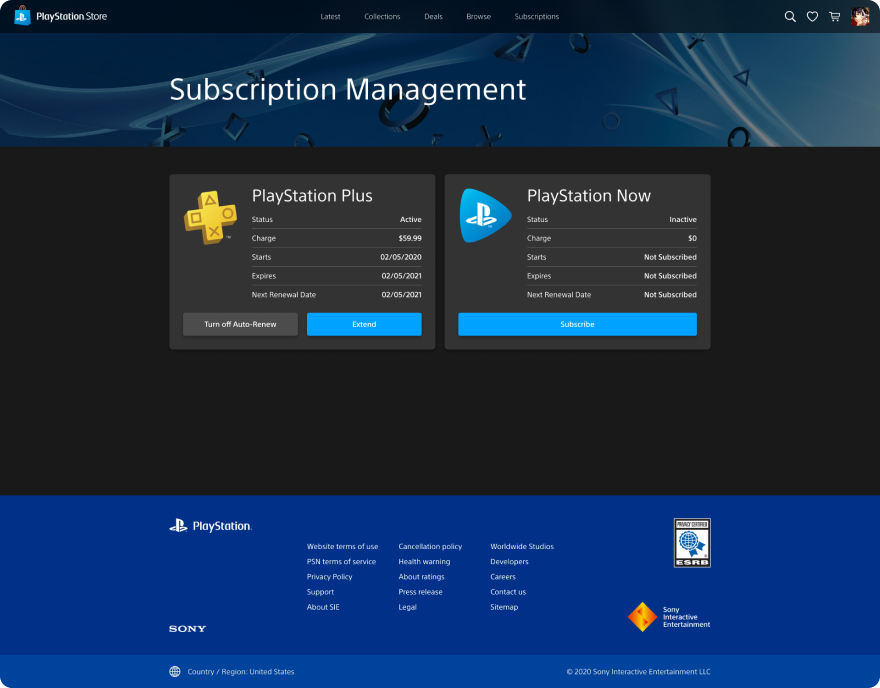 PlayStation Store
Latest Collections Deals Browse Subscriptions
Subscription Management
PlayStation Plus
Status Active
Charge $59.99
Starts 02/05/2020
Expires 02/05/2021
Next Renewal Date 02/05/2021
Turn off Auto-Renew Extend
PlayStation Now
Status Inactive
Charge $0
Starts Not Subscribed
Expires Not Subscribed
Next Renewal Date Not Subscribed
Subscribe
PlayStation.
Website terms of use
PSN terms of service
Privacy Policy
Support
About SIE
Cancellation policy
Health warning
About ratings
Press release
Legal
Worldwide Studios
Developers
Careers
Contact us
Sitemap
PRIVACY CERTIFIED
ESRB
SONY
Sony
Interactive
Entertainment
Country / Region: United States
© 2020 Sony Interactive Entertainment LLC